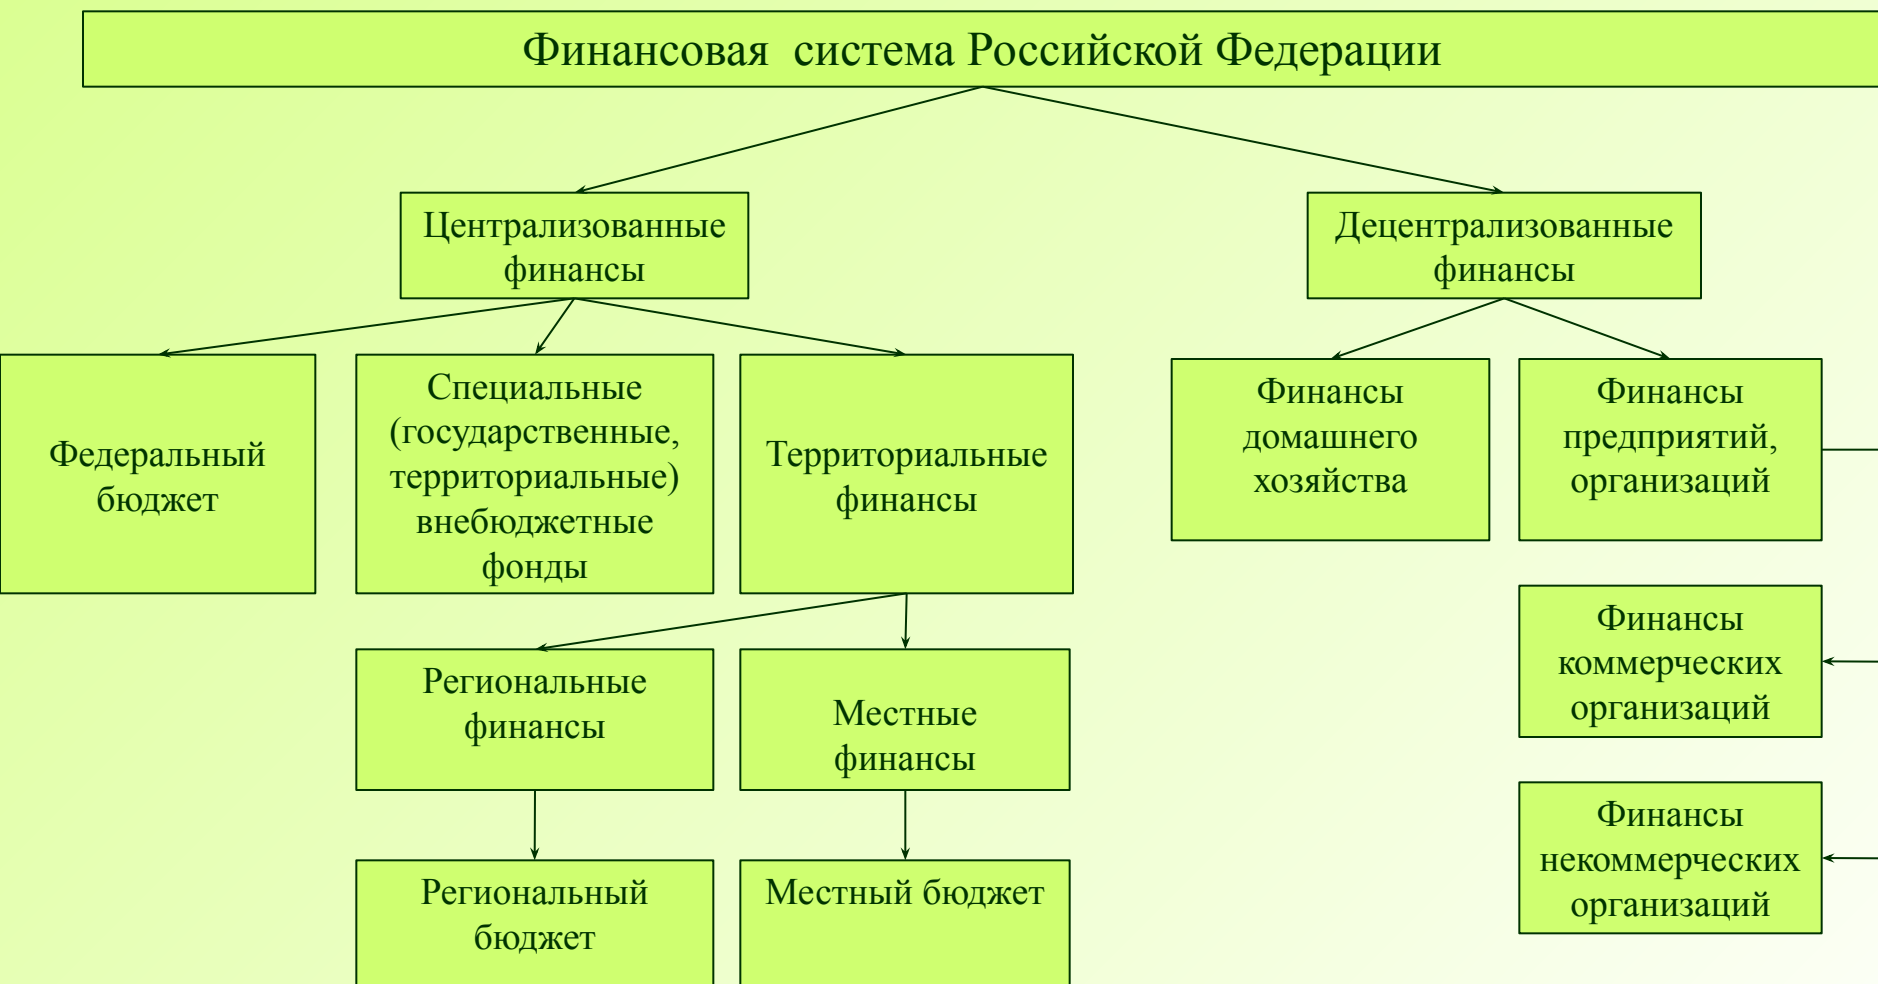 Финансовая система Российской Федерации
Централизованные
финансы
Децентрализованные
финансы
Федеральный
бюджет
Специальные
(государственные,
территориальные)
внебюджетные
фонды
Территориальные
финансы
Финансы
домашнего
хозяйства
Финансы
предприятий,
организаций
Региональные
финансы
Местные
финансы
Финансы
коммерческих
организаций
Региональный
бюджет
Местный бюджет
Финансы
некоммерческих
организаций